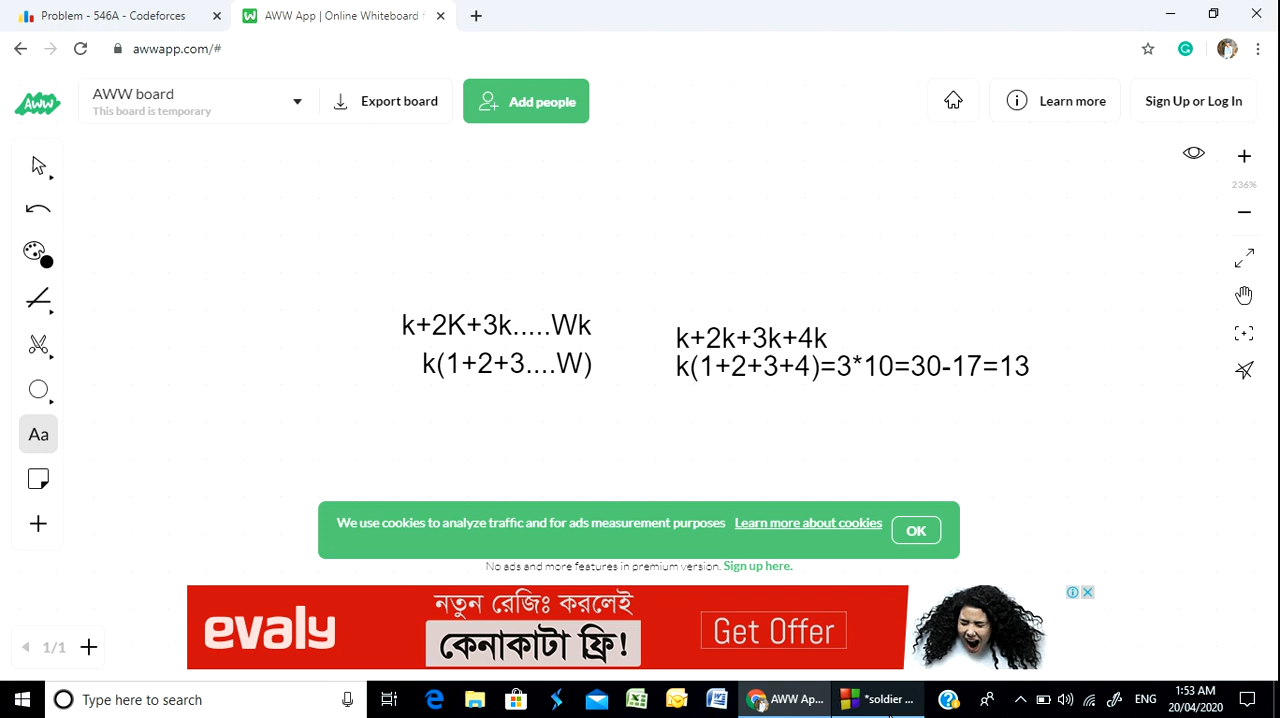 Problem - 546A - Codeforces
AWW App | Online Whiteboard f
awwapp.com/#
AWW
AWW board
This board is temporary
Export board
Add people
Learn more
Sign Up or Log In
236%
k+2K+3k.....Wk
k(1+2+3....W)
k+2k+3k+4k
k(1+2+3+4)=3*10=30-17=13
Aa
We use cookies to analyze traffic and for ads measurement purposes Learn more about cookies OK
No ads and more features in premium version. Sign up here.
evaly
নতুন রেজিঃ করলেই
কেনাকাটা ফ্রি!
Get Offer
1/1
Type here to search
AWW Ap...
*soldier ...
ENG
1:53 AM
20/04/2020